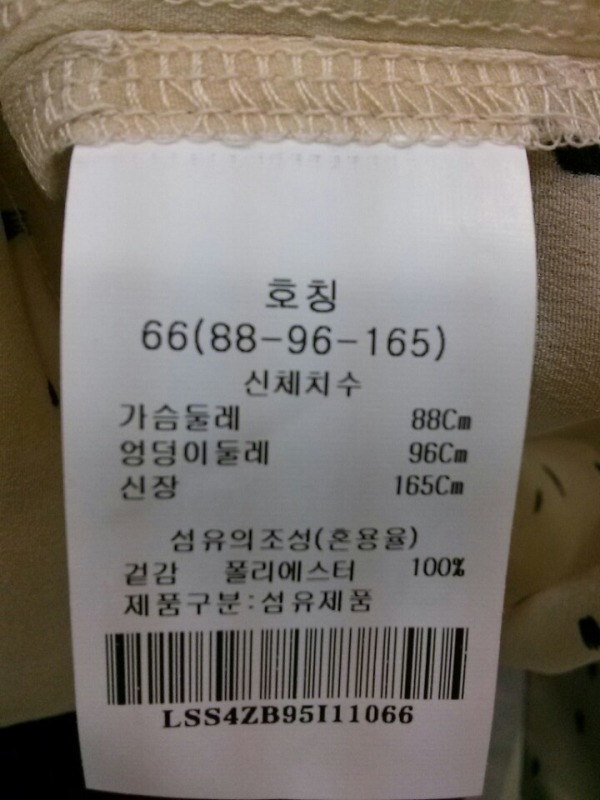 호칭
66(88-96-165)
신체치수
가슴둘레 88Cm
엉덩이둘레 96Cm
신장 165Cm
섬유의조성(혼용율)
겉감 폴리에스터 100%
제품구분:섬유제품
LSS4ZB95I11066